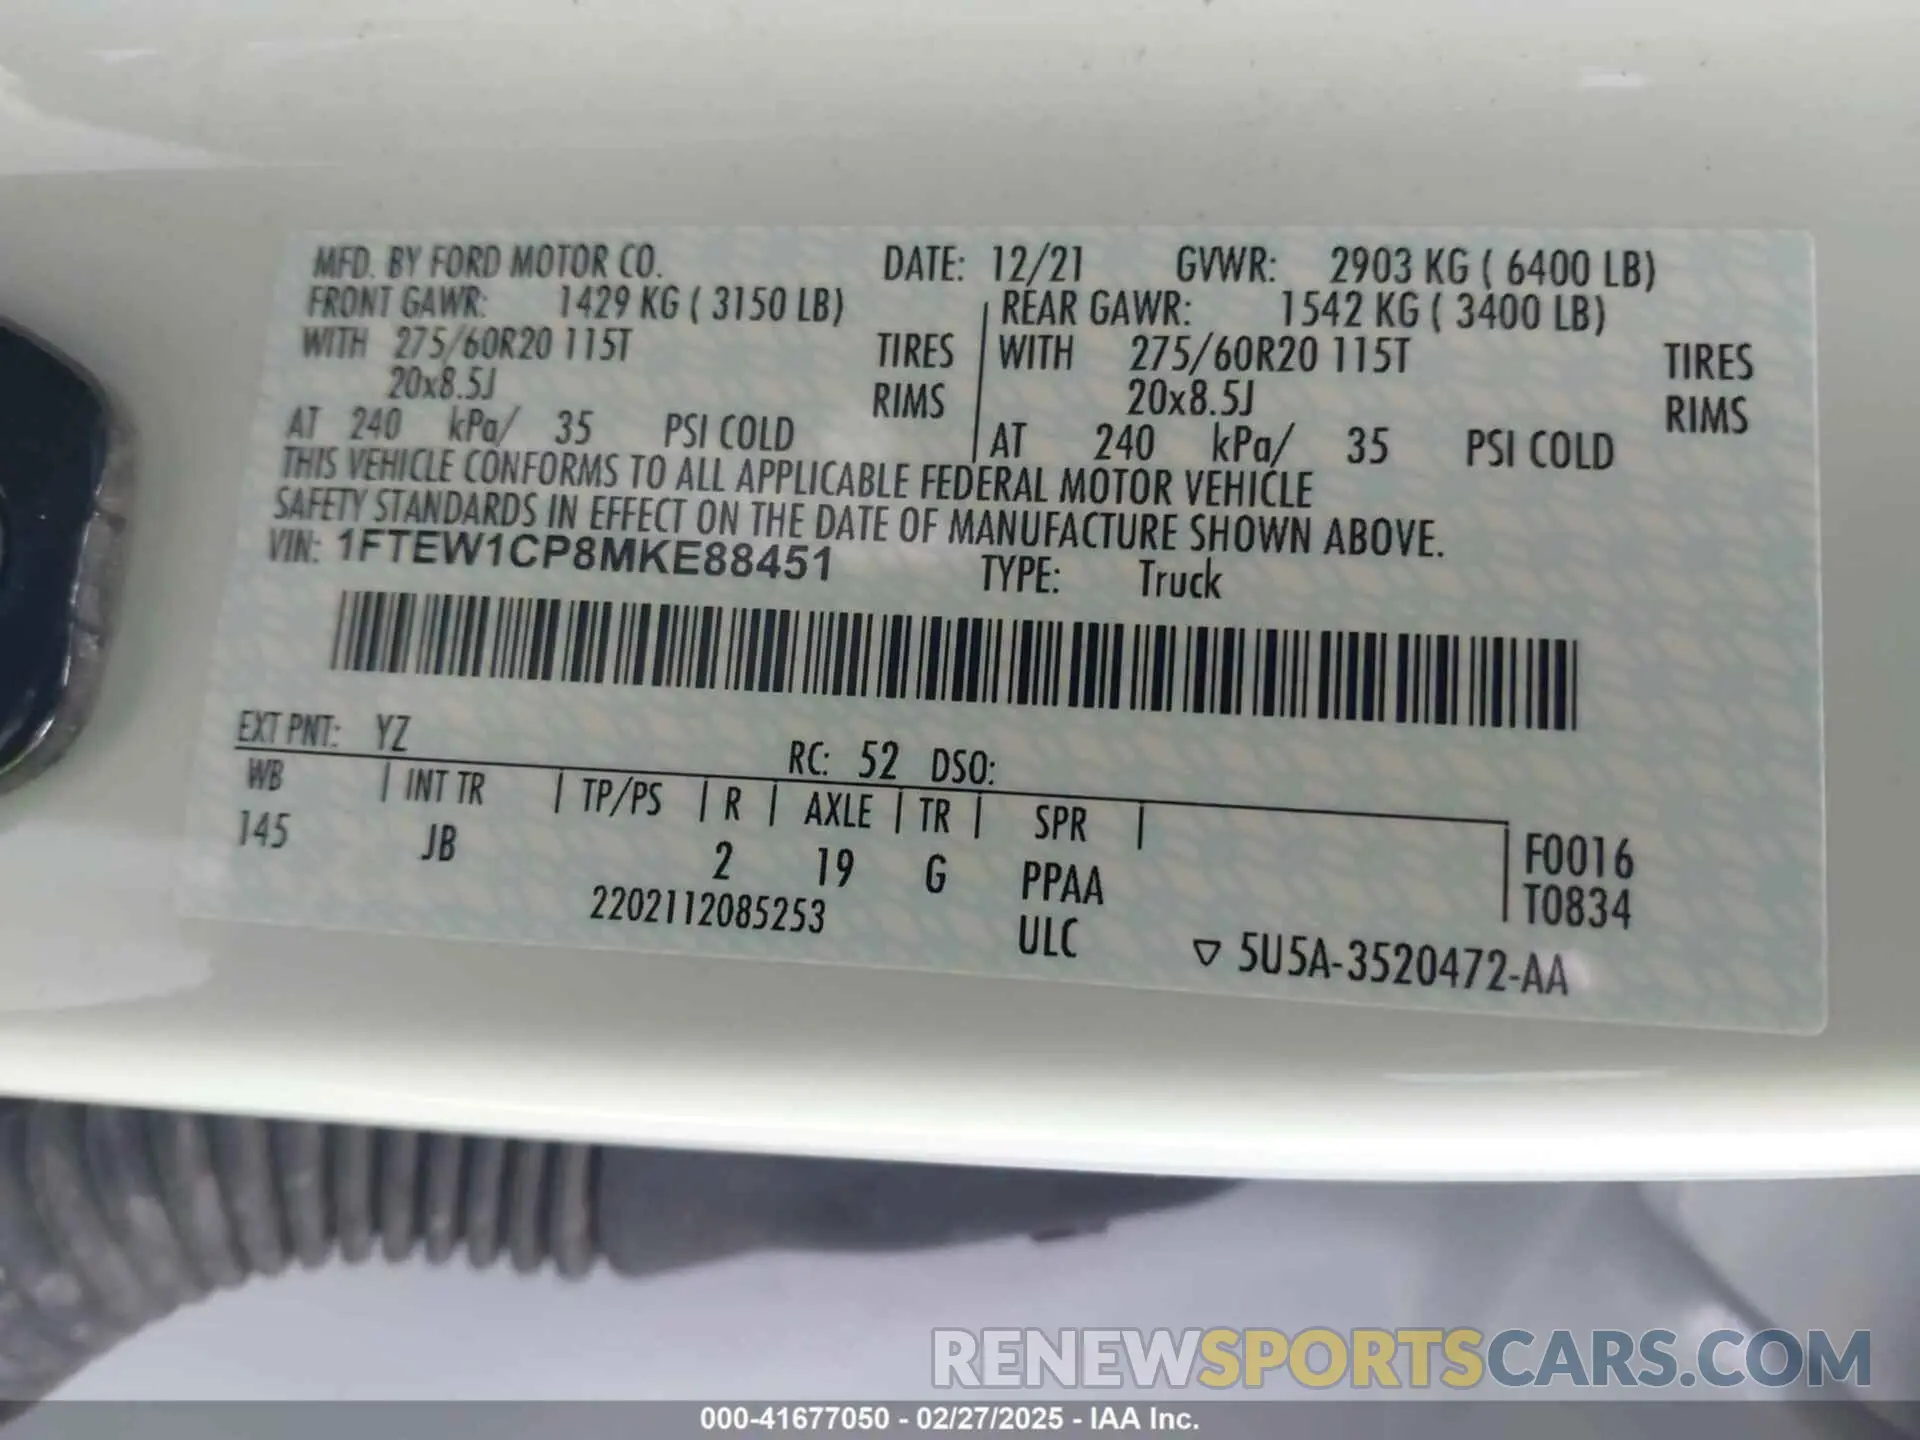 MFD. BY FORD MOTOR CO. DATE: 12/21 GVWR: 2903 KG ( 6400 LB)
FRONT GAWR: 1429 KG ( 3150 LB) REAR GAWR: 1542 KG ( 3400 LB)
WITH 275/60R20 115T TIRES WITH 275/60R20 115T TIRES
20x8.5J RIMS 20x8.5J RIMS
AT 240 kPa/ 35 PSI COLD AT 240 kPa/ 35 PSI COLD
THIS VEHICLE CONFORMS TO ALL APPLICABLE FEDERAL MOTOR VEHICLE
SAFETY STANDARDS IN EFFECT ON THE DATE OF MANUFACTURE SHOWN ABOVE.
VIN: 1FTEW1CP8MKE88451 TYPE: Truck
EXT PNT: YZ RC: 52 DSO:
WB | INT TR | TP/PS | R | AXLE | TR | SPR |
145 JB 2 19 G PPAA F0016
2202112085253 ULC T0834
▽ 5U5A-3520472-AA
RENEWSPORTSCARS.COM
000-41677050 - 02/27/2025 - IAA Inc.